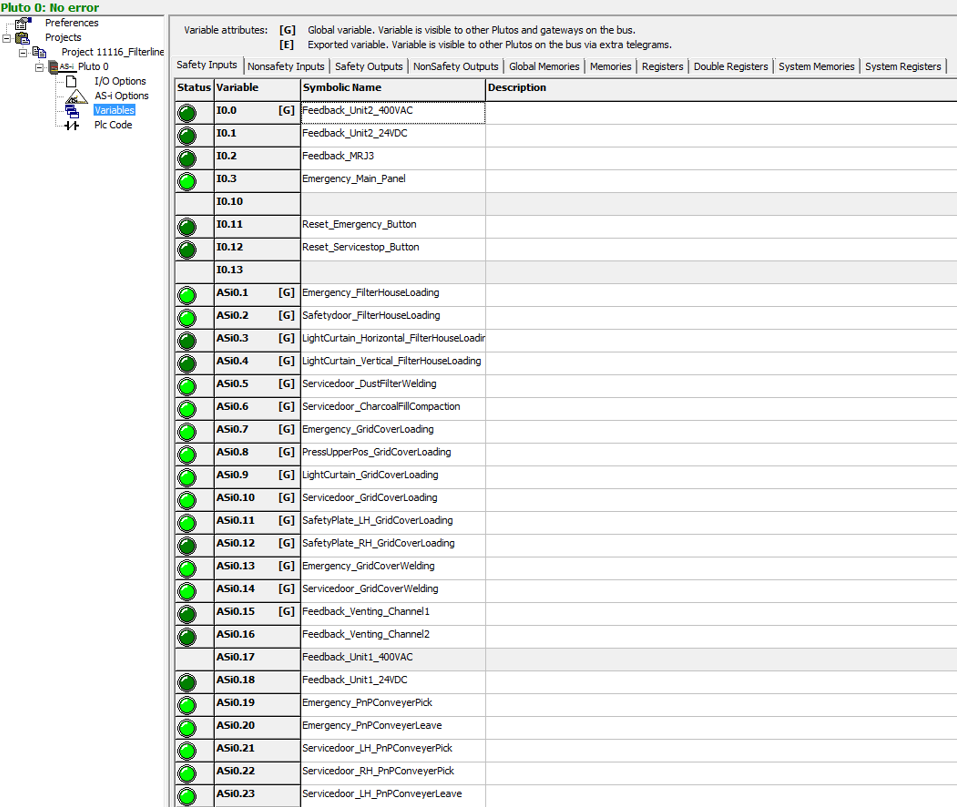 Pluto 0: No error
Preferences
Projects
Project 11116_Filterline
AS-i Pluto 0
I/O Options
AS-i Options
Variables
Plc Code
Variable attributes: [G] Global variable. Variable is visible to other Plutos and gateways on the bus.
[E] Exported variable. Variable is visible to other Plutos on the bus via extra telegrams.
Safety Inputs Nonsafety Inputs Safety Outputs NonSafety Outputs Global Memories Memories Registers Double Registers System Memories System Registers
Status Variable Symbolic Name Description
I0.0 [G] Feedback_Unit2_400VAC
I0.1 Feedback_Unit2_24VDC
I0.2 Feedback_MRJ3
I0.3 Emergency_Main_Panel
I0.10
I0.11 Reset_Emergency_Button
I0.12 Reset_Servicestop_Button
I0.13
ASi0.1 [G] Emergency_FilterHouseLoading
ASi0.2 [G] Safetydoor_FilterHouseLoading
ASi0.3 [G] LightCurtain_Horizontal_FilterHouseLoadin
ASi0.4 [G] LightCurtain_Vertical_FilterHouseLoading
ASi0.5 [G] Servicedoor_DustFilterWelding
ASi0.6 [G] Servicedoor_CharcoalFillCompaction
ASi0.7 [G] Emergency_GridCoverLoading
ASi0.8 [G] PressUpperPos_GridCoverLoading
ASi0.9 [G] LightCurtain_GridCoverLoading
ASi0.10 [G] Servicedoor_GridCoverLoading
ASi0.11 [G] SafetyPlate_LH_GridCoverLoading
ASi0.12 [G] SafetyPlate_RH_GridCoverLoading
ASi0.13 [G] Emergency_GridCoverWelding
ASi0.14 [G] Servicedoor_GridCoverWelding
ASi0.15 [G] Feedback_Venting_Channel1
ASi0.16 Feedback_Venting_Channel2
ASi0.17 Feedback_Unit1_400VAC
ASi0.18 Feedback_Unit1_24VDC
ASi0.19 Emergency_PnPConveyerPick
ASi0.20 Emergency_PnPConveyerLeave
ASi0.21 Servicedoor_LH_PnPConveyerPick
ASi0.22 Servicedoor_RH_PnPConveyerPick
ASi0.23 Servicedoor_LH_PnPConveyerLeave